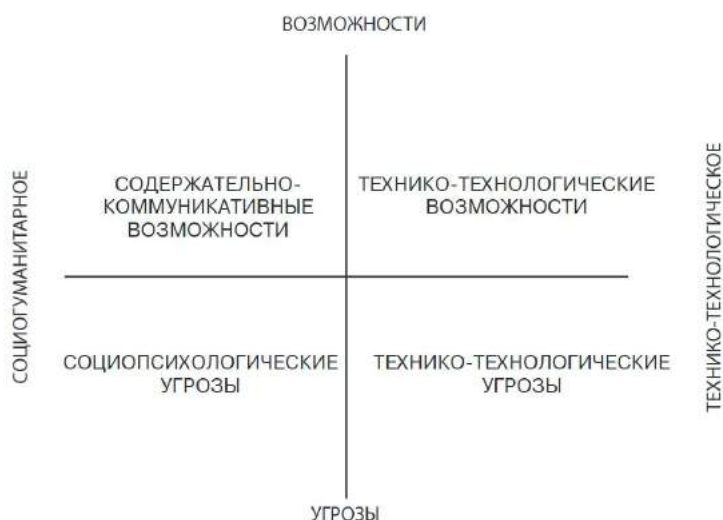 ВОЗМОЖНОСТИ
СОЦИОГУМАНИТАРНОЕ
СОДЕРЖАТЕЛЬНО-
КОММУНИКАТИВНЫЕ
ВОЗМОЖНОСТИ
ТЕХНИКО-ТЕХНОЛОГИЧЕСКИЕ
ВОЗМОЖНОСТИ
ТЕХНИКО-ТЕХНОЛОГИЧЕСКОЕ
СОЦИОПСИХОЛОГИЧЕСКИЕ
УГРОЗЫ
ТЕХНИКО-ТЕХНОЛОГИЧЕСКИЕ
УГРОЗЫ
УГРОЗЫ